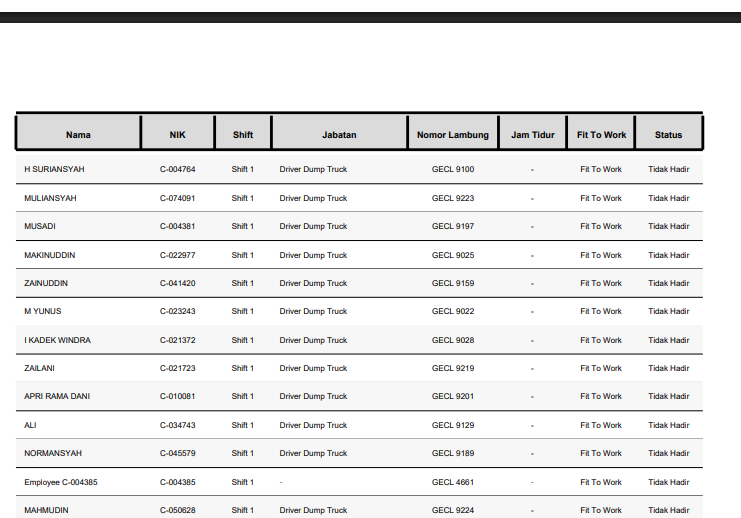 Nama NIK Shift Jabatan Nomor Lambung Jam Tidur Fit To Work Status
H SURIANSYAH C-004764 Shift 1 Driver Dump Truck GECL 9100 - Fit To Work Tidak Hadir
MULIANSYAH C-074091 Shift 1 Driver Dump Truck GECL 9223 - Fit To Work Tidak Hadir
MUSADI C-004381 Shift 1 Driver Dump Truck GECL 9197 - Fit To Work Tidak Hadir
MAKINUDDIN C-022977 Shift 1 Driver Dump Truck GECL 9025 - Fit To Work Tidak Hadir
ZAINUDDIN C-041420 Shift 1 Driver Dump Truck GECL 9159 - Fit To Work Tidak Hadir
M YUNUS C-023243 Shift 1 Driver Dump Truck GECL 9022 - Fit To Work Tidak Hadir
I KADEK WINDRA C-021372 Shift 1 Driver Dump Truck GECL 9028 - Fit To Work Tidak Hadir
ZAILANI C-021723 Shift 1 Driver Dump Truck GECL 9219 - Fit To Work Tidak Hadir
APRI RAMA DANI C-010081 Shift 1 Driver Dump Truck GECL 9201 - Fit To Work Tidak Hadir
ALI C-034743 Shift 1 Driver Dump Truck GECL 9129 - Fit To Work Tidak Hadir
NORMANSYAH C-045579 Shift 1 Driver Dump Truck GECL 9189 - Fit To Work Tidak Hadir
Employee C-004385 C-004385 Shift 1 - GECL 4661 - Fit To Work Tidak Hadir
MAHMUDIN C-050628 Shift 1 Driver Dump Truck GECL 9224 - Fit To Work Tidak Hadir